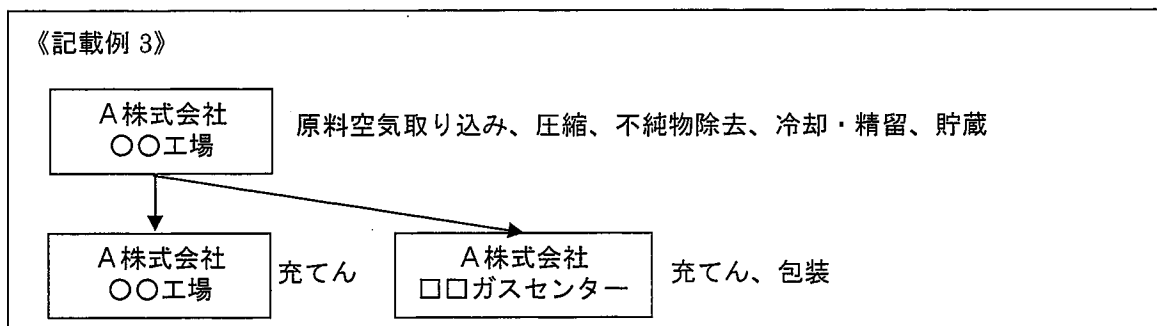 《記載例 3》
A株式会社
○○工場
原料空気取り込み、圧縮、不純物除去、冷却・精留、貯蔵
A株式会社
○○工場
充てん
A株式会社
□□ガスセンター
充てん、包装